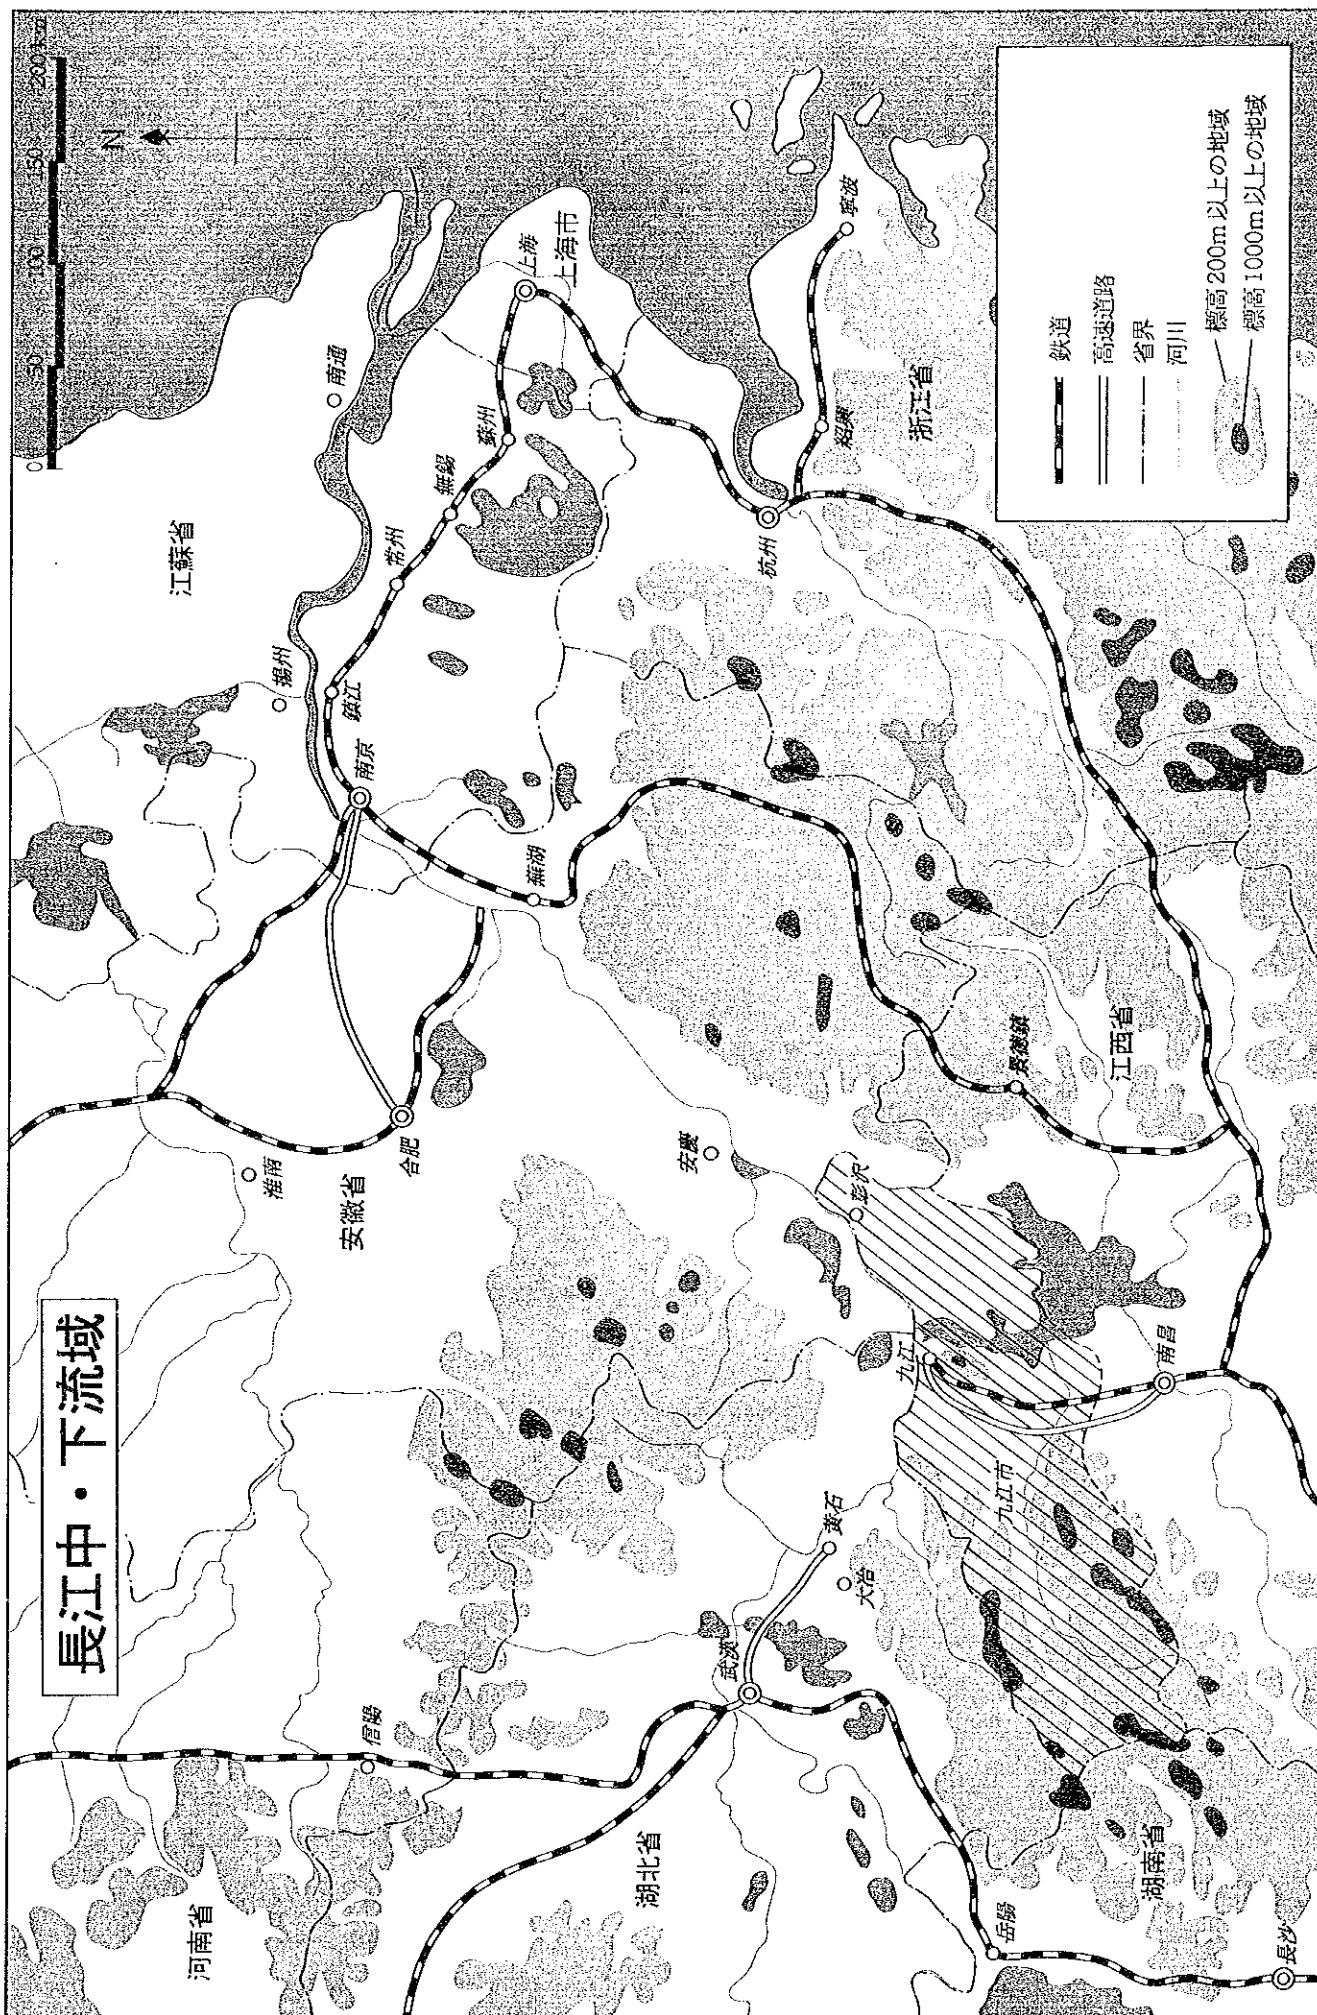 長江中・下流域
0 50 100 150 200km
N
河南省
信陽
湖北省
武漢
黄石
大冶
岳陽
長沙
湖南省
安徽省
淮南
合肥
安慶
蕪湖
彭沢
九江
九江市
南昌
景徳鎮
江西省
江蘇省
揚州
南京
鎮江
常州
無錫
蘇州
南通
上海
上海市
杭州
紹興
寧波
浙江省
鉄道
高速道路
省界
河川
標高200m以上の地域
標高1000m以上の地域